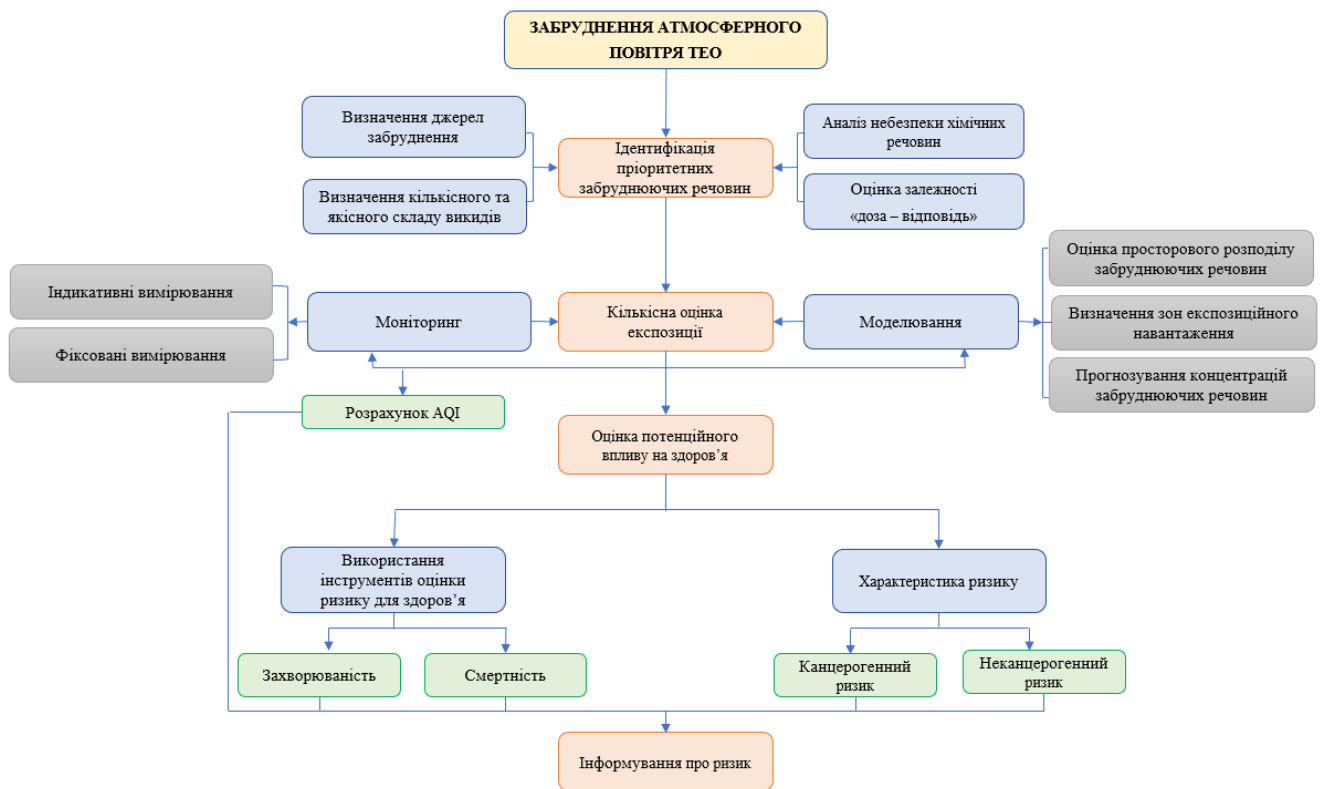 ЗАБРУДНЕННЯ АТМОСФЕРНОГО
ПОВІТРЯ ТЕО
Визначення джерел
забруднення
Аналіз небезпеки хімічних
речовин
Ідентифікація
пріоритетних
забруднюючих речовин
Визначення кількісного та
якісного складу викидів
Оцінка залежності
«доза – відповідь»
Оцінка просторового розподілу
забруднюючих речовин
Індикативні вимірювання
Моніторинг
Кількісна оцінка
експозиції
Моделювання
Визначення зон експозиційного
навантаження
Фіксовані вимірювання
Прогнозування концентрацій
забруднюючих речовин
Розрахунок AQI
Оцінка потенційного
впливу на здоров’я
Використання
інструментів оцінки
ризику для здоров’я
Характеристика ризику
Захворюваність
Смертність
Канцерогенний
ризик
Неканцерогенний
ризик
Інформування про ризик